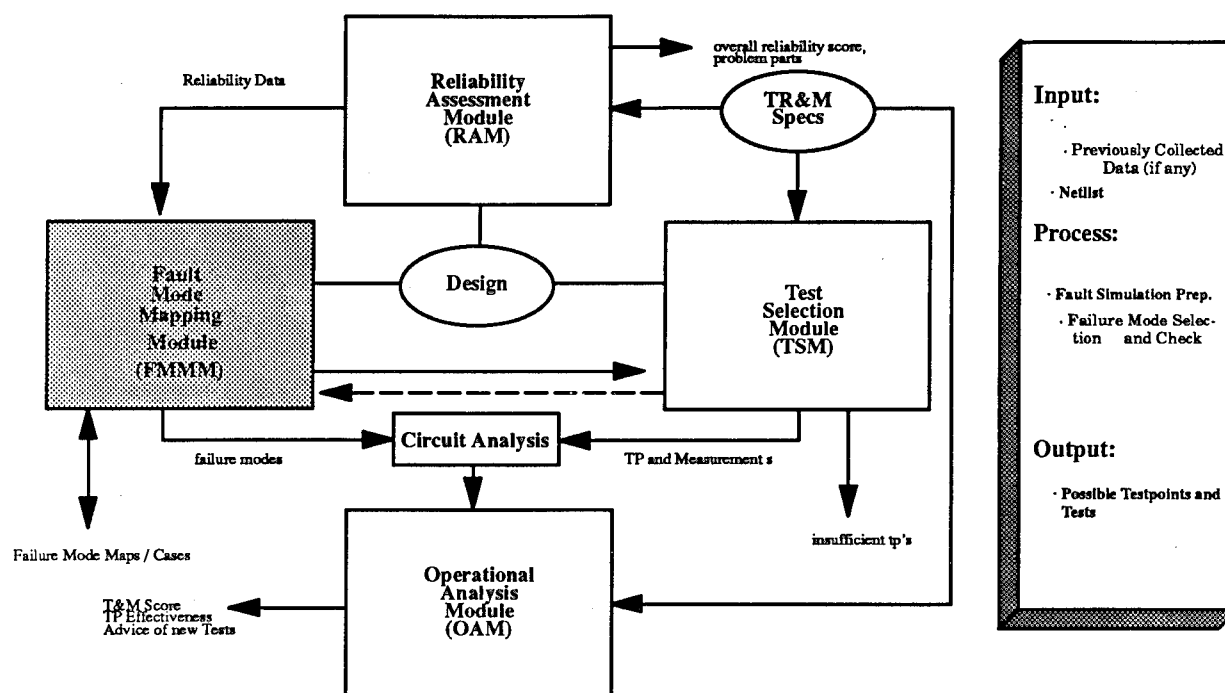 overall reliability score,
problem parts
Reliability Data
Reliability
Assessment
Module
(RAM)
TR&M
Specs
Fault
Mode
Mapping
Module
(FMMM)
Design
Test
Selection
Module
(TSM)
Circuit Analysis
failure modes
TP and Measurement s
insufficient tp's
Failure Mode Maps / Cases
Operational
Analysis
Module
(OAM)
T&M Score
TP Effectiveness
Advice of new Tests
Input:
· Previously Collected
Data (if any)
· Netlist
Process:
· Fault Simulation Prep.
· Failure Mode Selec-
tion and Check
Output:
· Possible Testpoints and
Tests